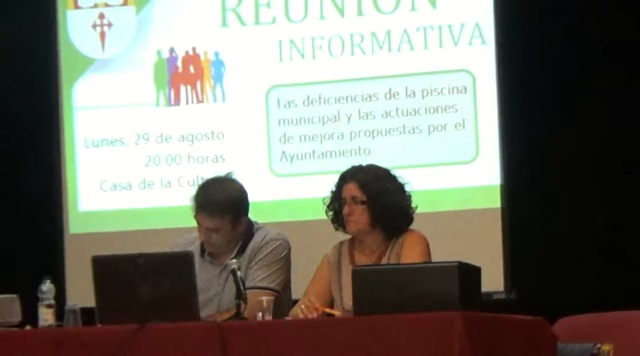 REUNIÓN
INFORMATIVA
Las deficiencias de la piscina
municipal y las actuaciones
de mejora propuestas por el
Ayuntamiento
Lunes, 29 de agosto
20:00 horas
Casa de la